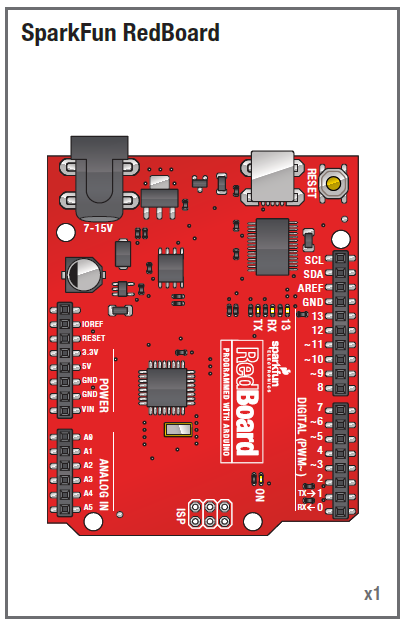 SparkFun RedBoard
7-15V
RESET
SCL
SDA
AREF
GND
13
12
~11
~10
~9
8
7
~6
~5
4
~3
2
TX→1
RX←0
DIGITAL (PWM~)
TX
RX
13
IOREF
RESET
3.3V
5V
GND
GND
VIN
POWER
A0
A1
A2
A3
A4
A5
ANALOG IN
sparkfun
ELECTRONICS
RedBoard
PROGRAMMED WITH ARDUINO
ON
ISP
x1